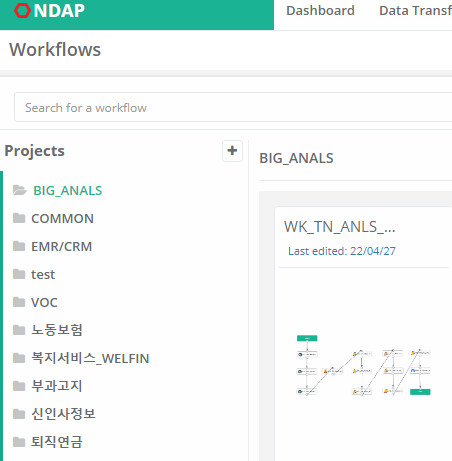 NDAP
Dashboard
Data Transf
Workflows
Search for a workflow
Projects
+
BIG_ANALS
COMMON
EMR/CRM
test
VOC
노동보험
복지서비스_WELFIN
부과고지
신인사정보
퇴직연금
BIG_ANALS
WK_TN_ANLS_...
Last edited: 22/04/27